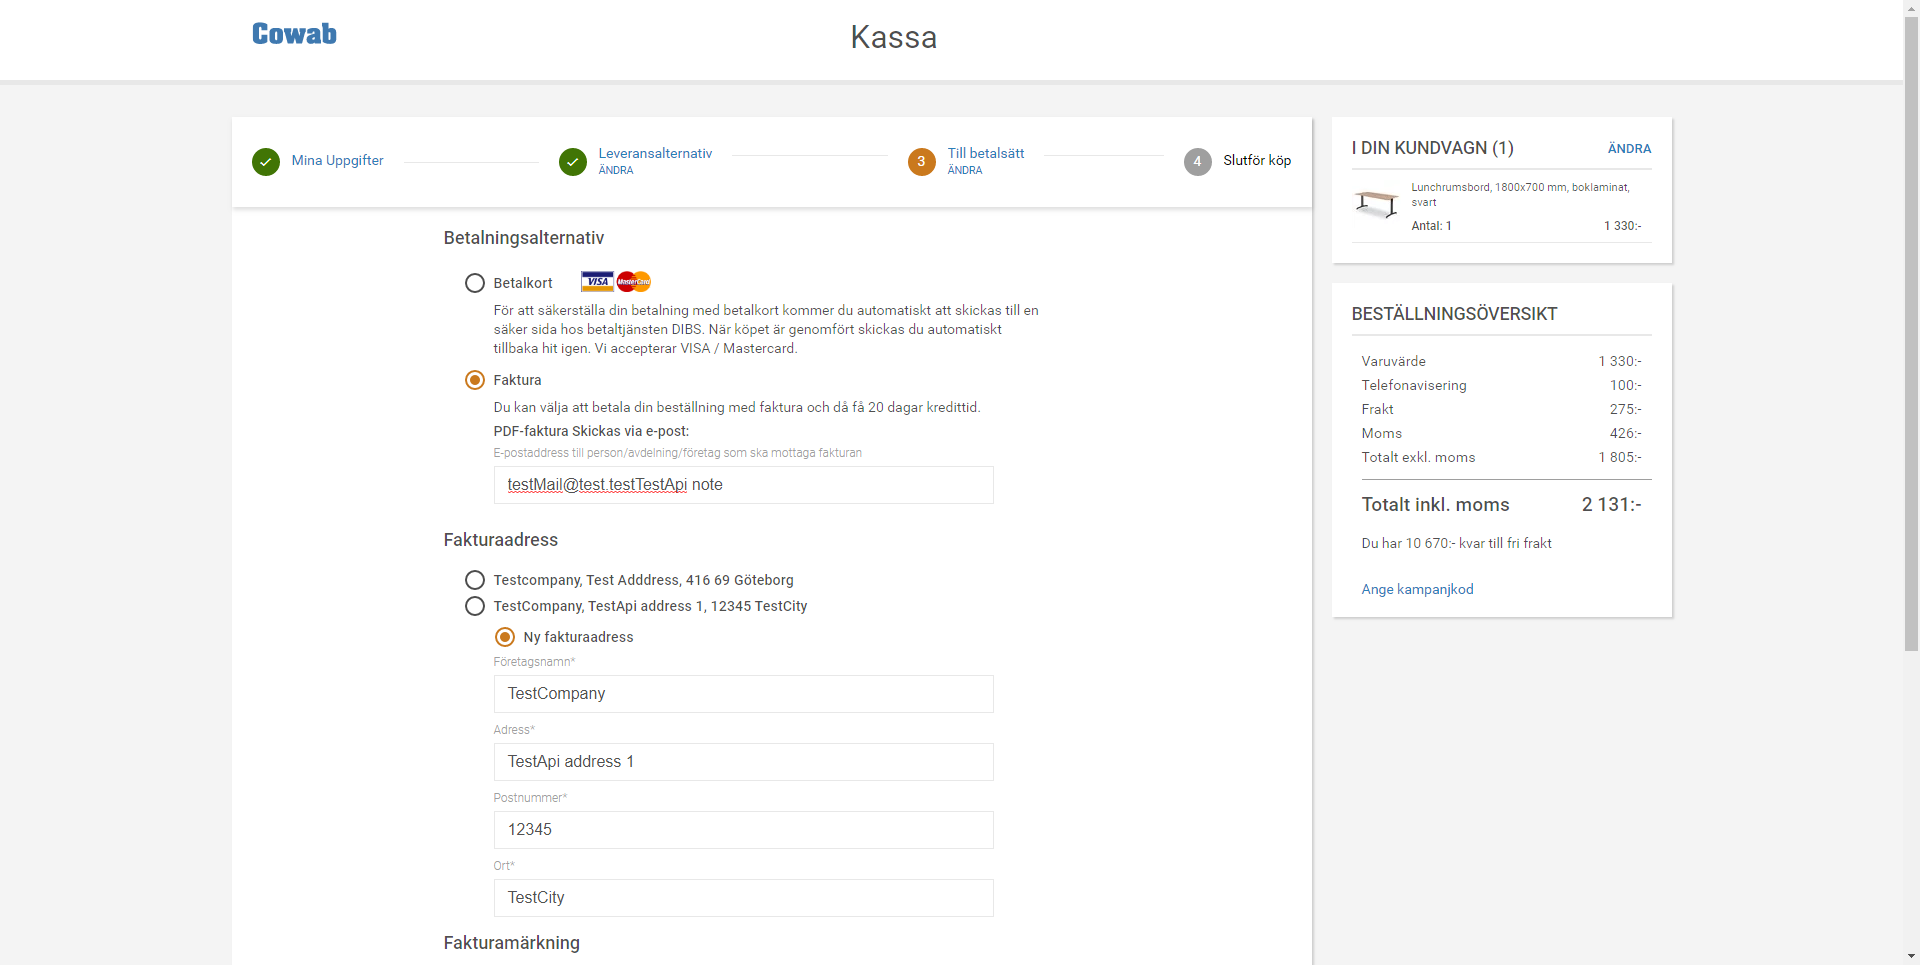 Cowab
Kassa
Mina Uppgifter
Leveransalternativ
ÄNDRA
3
Till betalsätt
ÄNDRA
4
Slutför köp
Betalningsalternativ
Betalkort VISA MasterCard
För att säkerställa din betalning med betalkort kommer du automatiskt att skickas till en
säker sida hos betaltjänsten DIBS. När köpet är genomfört skickas du automatiskt
tillbaka hit igen. Vi accepterar VISA / Mastercard.
Faktura
Du kan välja att betala din beställning med faktura och då få 20 dagar kredittid.
PDF-faktura Skickas via e-post:
E-postaddress till person/avdelning/företag som ska mottaga fakturan
testMail@test.testTestApi note
Fakturaadress
Testcompany, Test Adddress, 416 69 Göteborg
TestCompany, TestApi address 1, 12345 TestCity
Ny fakturaadress
Företagsnamn*
TestCompany
Adress*
TestApi address 1
Postnummer*
12345
Ort*
TestCity
Fakturamärkning
I DIN KUNDVAGN (1) ÄNDRA
Lunchrumsbord, 1800x700 mm, boklaminat,
svart
Antal: 1 1 330:-
BESTÄLLNINGSÖVERSIKT
Varuvärde 1 330:-
Telefonavisering 100:-
Frakt 275:-
Moms 426:-
Totalt exkl. moms 1 805:-
Totalt inkl. moms 2 131:-
Du har 10 670:- kvar till fri frakt
Ange kampanjkod